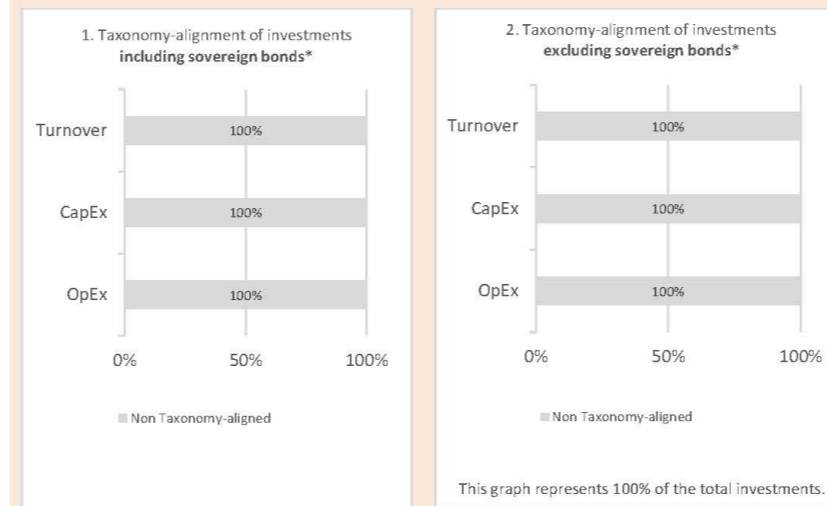 1. Taxonomy-alignment of investments
including sovereign bonds*
Turnover
100%
CapEx
100%
OpEx
100%
0%
50%
100%
Non Taxonomy-aligned
2. Taxonomy-alignment of investments
excluding sovereign bonds*
Turnover
100%
CapEx
100%
OpEx
100%
0%
50%
100%
Non Taxonomy-aligned
This graph represents 100% of the total investments.